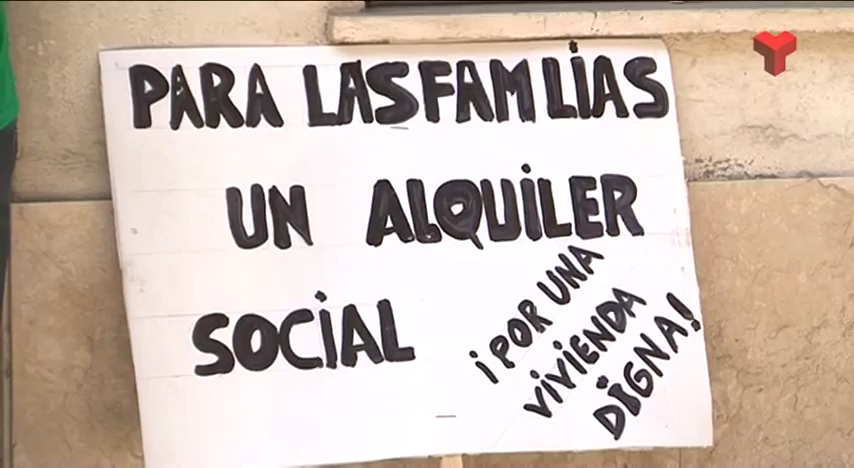 PARA LAS FAMLIAS
UN ALQUILER
SOCIAL
¡POR UNA
VIVIENDA
DIGNA!